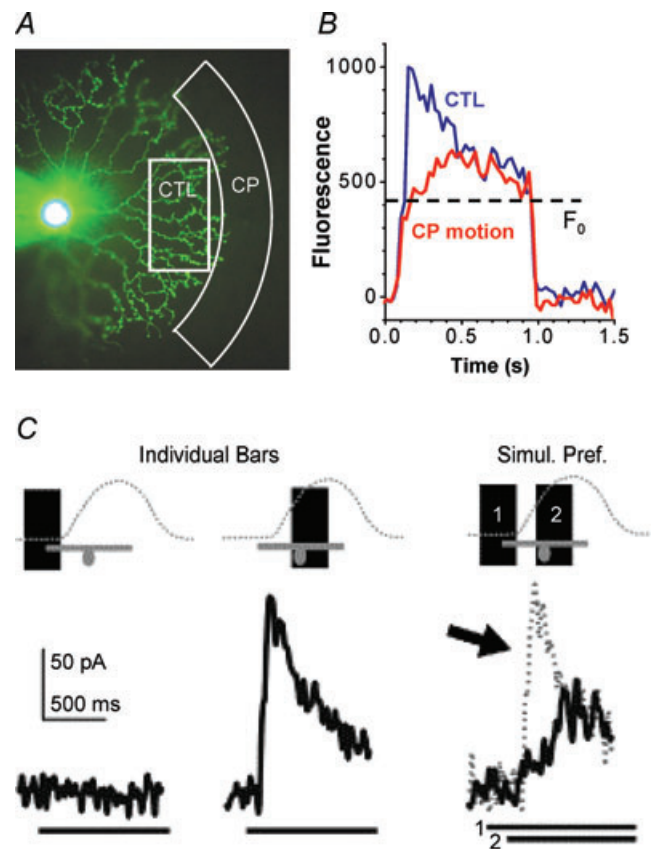 A
CTL
CP
B
1000
500
0
Fluorescence
CTL
F0
CP motion
0.0 0.5 1.0 1.5
Time (s)
C
Individual Bars
Simul. Pref.
1 2
50 pA
500 ms
1
2